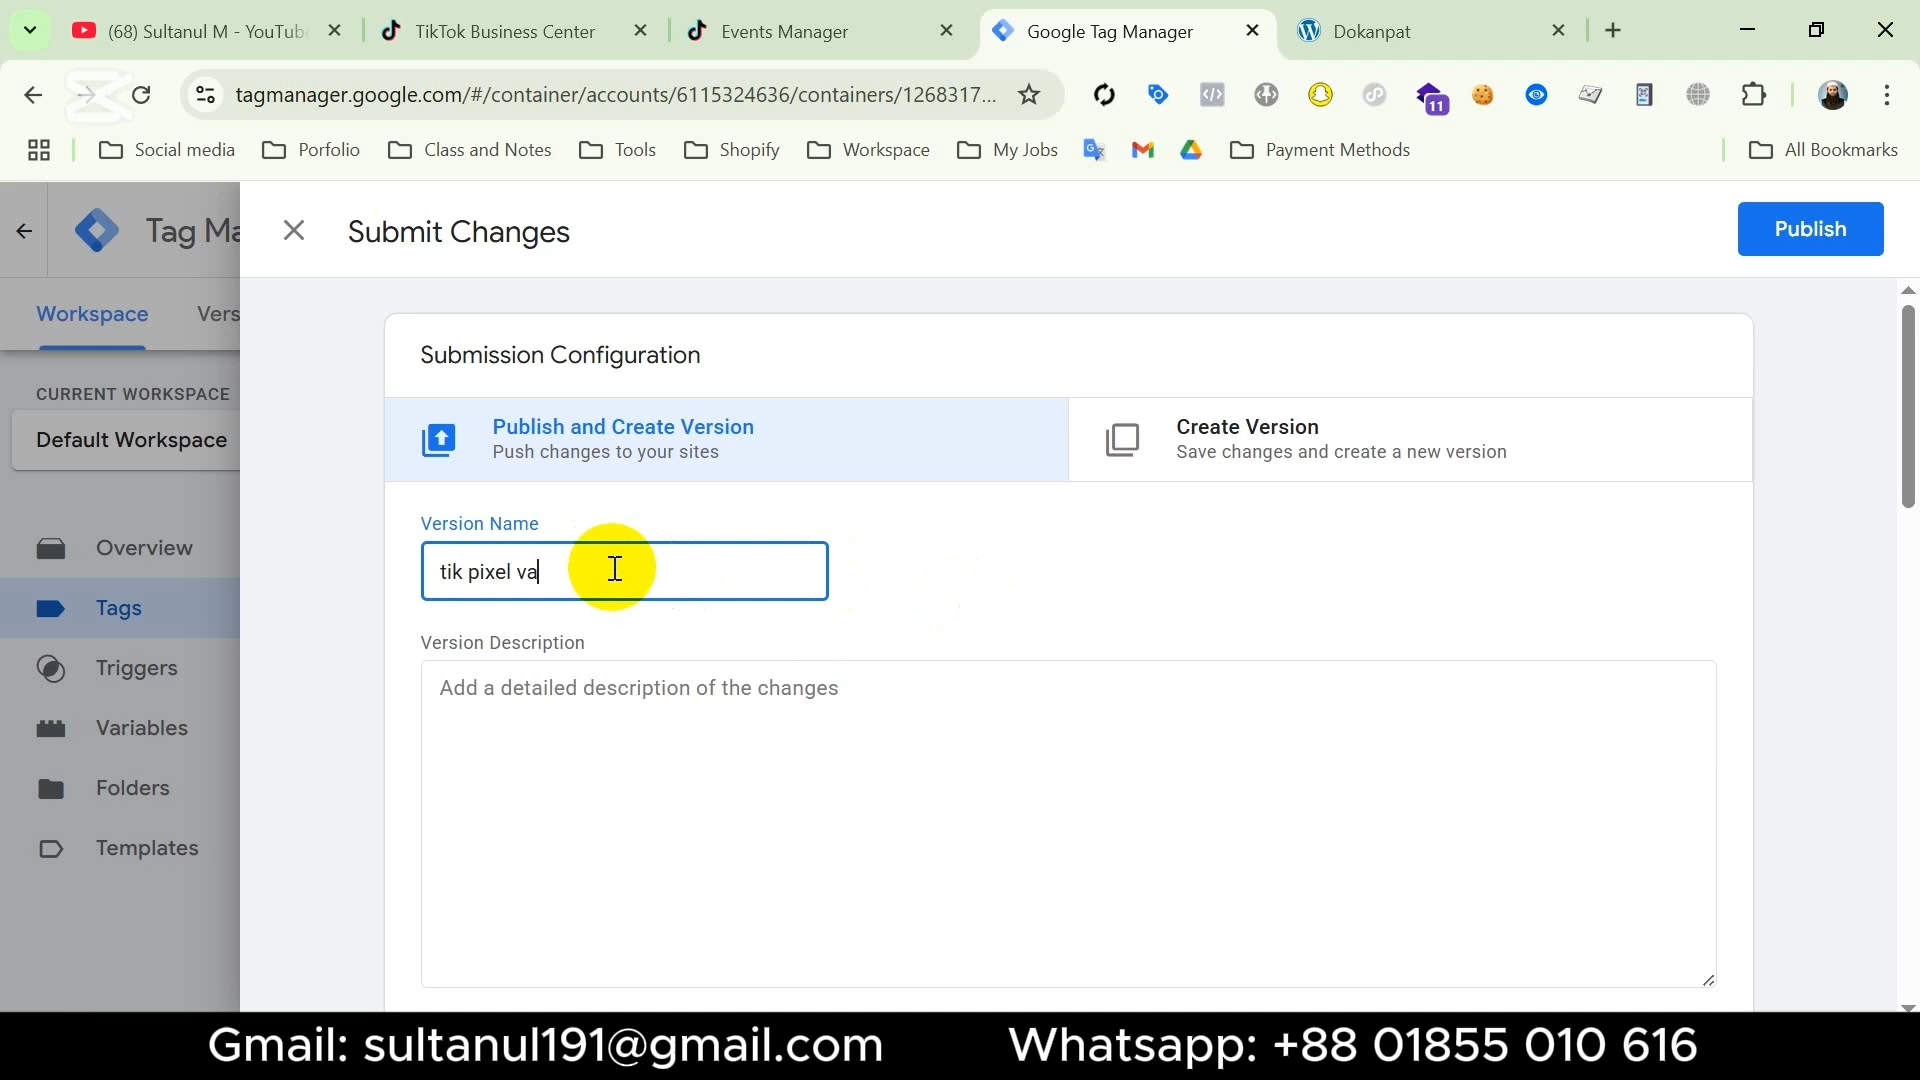 (68) Sultanul M - YouTub
TikTok Business Center
Events Manager
Google Tag Manager
Dokanpat
tagmanager.google.com/#/container/accounts/6115324636/containers/1268317...
11
Social media
Porfolio
Class and Notes
Tools
Shopify
Workspace
My Jobs
Payment Methods
All Bookmarks
Tag Ma
Submit Changes
Publish
Workspace
Vers
Submission Configuration
CURRENT WORKSPACE
Default Workspace
Publish and Create Version
Push changes to your sites
Create Version
Save changes and create a new version
Version Name
tik pixel va
Version Description
Add a detailed description of the changes
Overview
Tags
Triggers
Variables
Folders
Templates
Gmail: sultanul191@gmail.com
Whatsapp: +88 01855 010 616